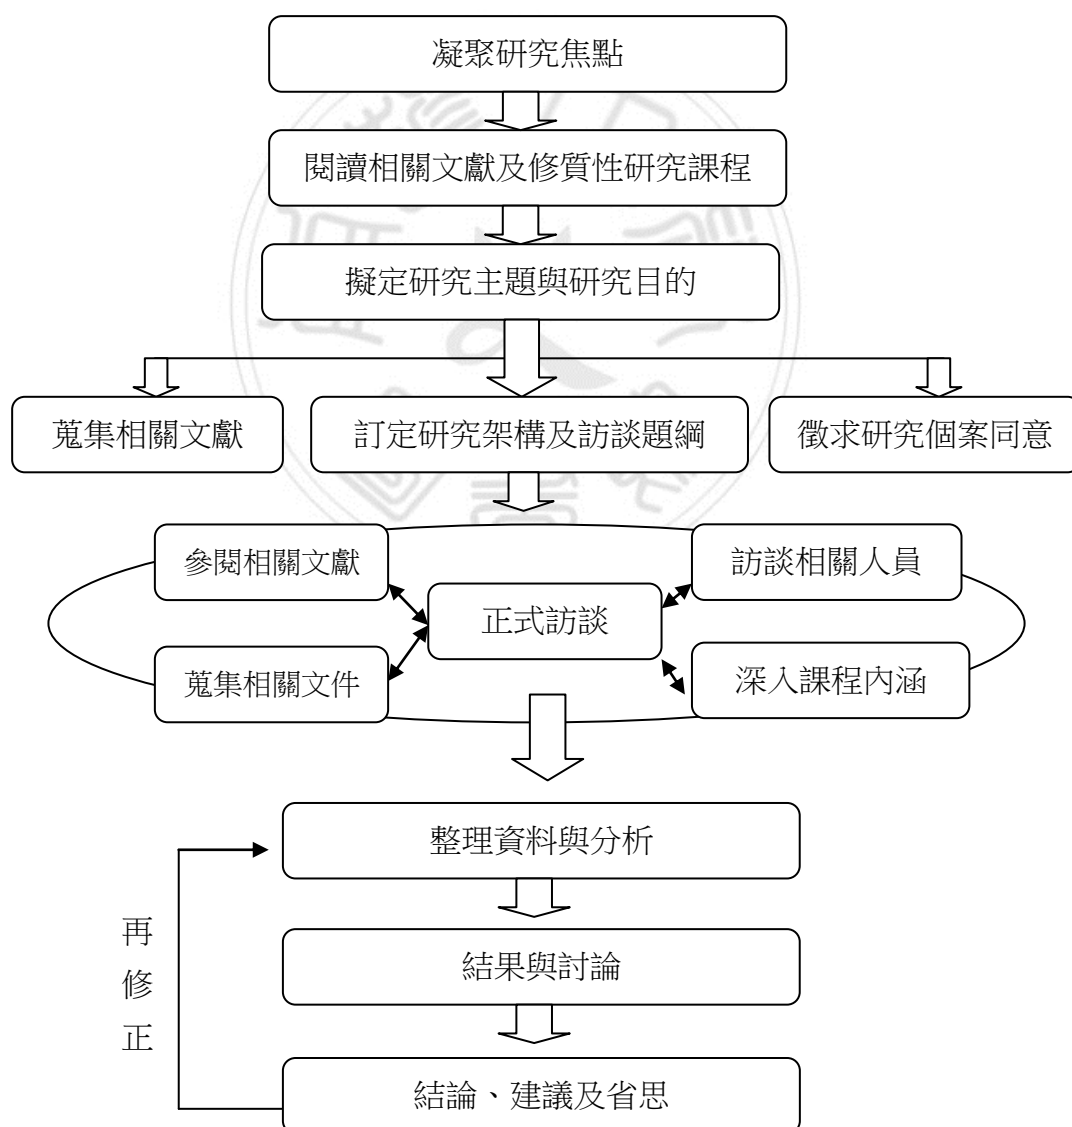 凝聚研究焦點
閱讀相關文獻及修質性研究課程
擬定研究主題與研究目的
蒐集相關文獻
訂定研究架構及訪談題綱
徵求研究個案同意
參閱相關文獻
訪談相關人員
正式訪談
蒐集相關文件
深入課程內涵
整理資料與分析
再
修
正
結果與討論
結論、建議及省思